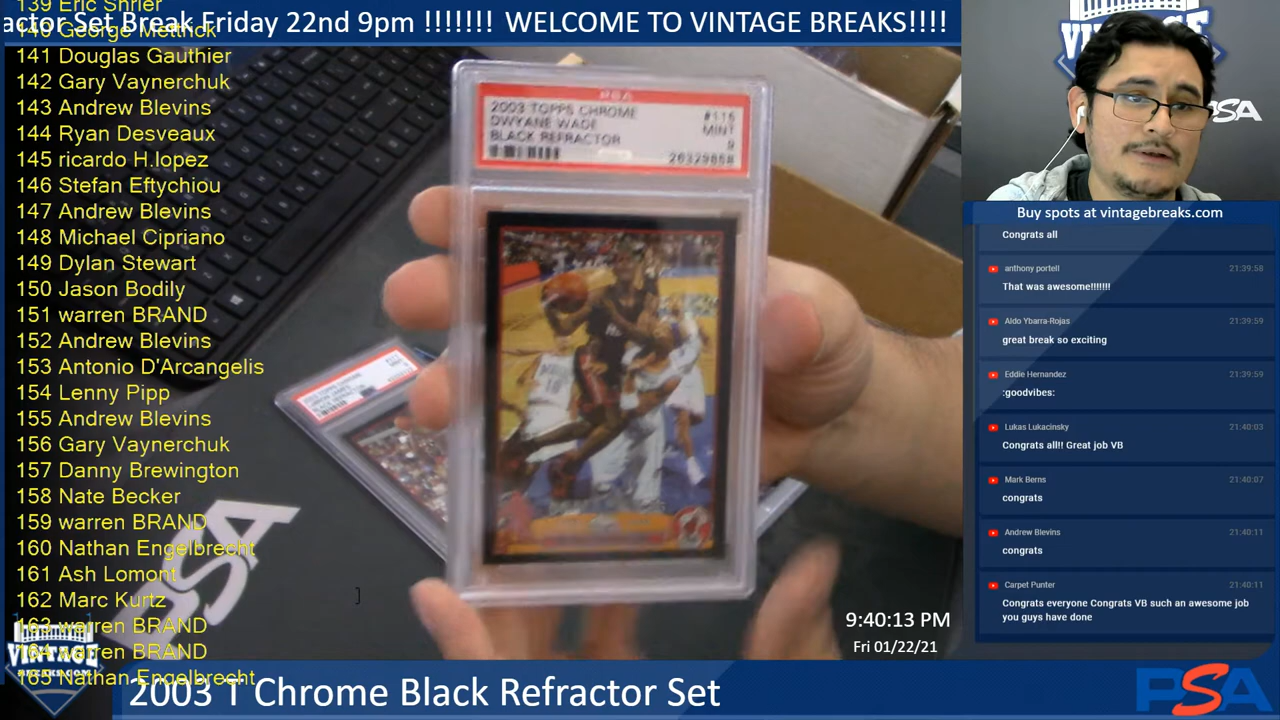 actor Set Break Friday 22nd 9pm !!!!!!! WELCOME TO VINTAGE BREAKS!!!!
139 Eric Shrier
140 George Mettrick
141 Douglas Gauthier
142 Gary Vaynerchuk
143 Andrew Blevins
144 Ryan Desveaux
145 ricardo H.lopez
146 Stefan Eftychiou
147 Andrew Blevins
148 Michael Cipriano
149 Dylan Stewart
150 Jason Bodily
151 warren BRAND
152 Andrew Blevins
153 Antonio D'Arcangelis
154 Lenny Pipp
155 Andrew Blevins
156 Gary Vaynerchuk
157 Danny Brewington
158 Nate Becker
159 warren BRAND
160 Nathan Engelbrecht
161 Ash Lomont
162 Marc Kurtz
163 warren BRAND
164 warren BRAND
165 Nathan Engelbrecht
PSA
2003 TOPPS CHROME #116
DWYANE WADE MINT
BLACK REFRACTOR 9
PSA
VINTAGE
BREAKS.COM
9:40:13 PM
Fri 01/22/21
2003 T Chrome Black Refractor Set
PSA
VINTAGE
PSA
Buy spots at vintagebreaks.com
Congrats all
anthony portell 21:39:58
That was awesome!!!!!!!
Aldo Ybarra-Rojas 21:39:59
great break so exciting
Eddie Hernandez 21:39:59
:goodvibes:
Lukas Lukacinsky 21:40:03
Congrats all!! Great job VB
Mark Berns 21:40:07
congrats
Andrew Blevins 21:40:11
congrats
Carpet Punter 21:40:11
Congrats everyone Congrats VB such an awesome job
you guys have done